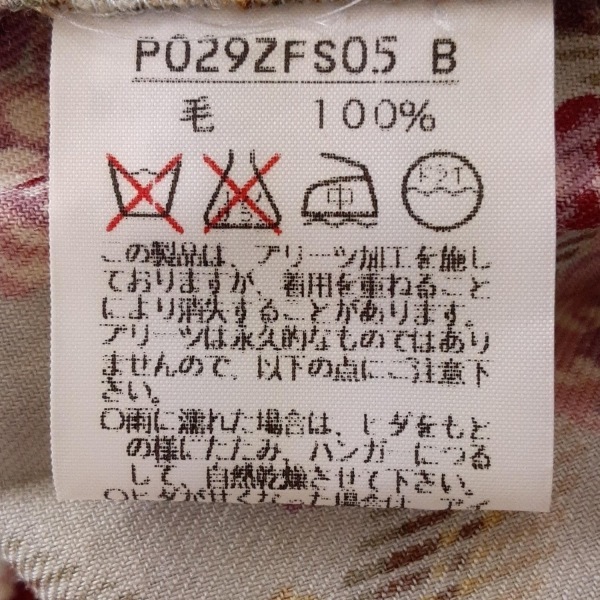 P029ZFS05 B
毛 100%
中 ドライ
この製品は、プリーツ加工を施し
ておりますが、着用を重ねること
により消失することがあります。
プリーツは永久的なものではあり
ませんので、以下の点にご注意下
さい。
○雨に濡れた場合は、ヒダをもと
の様にたたみ、ハンガーにつる
して、自然乾燥させて下さい。